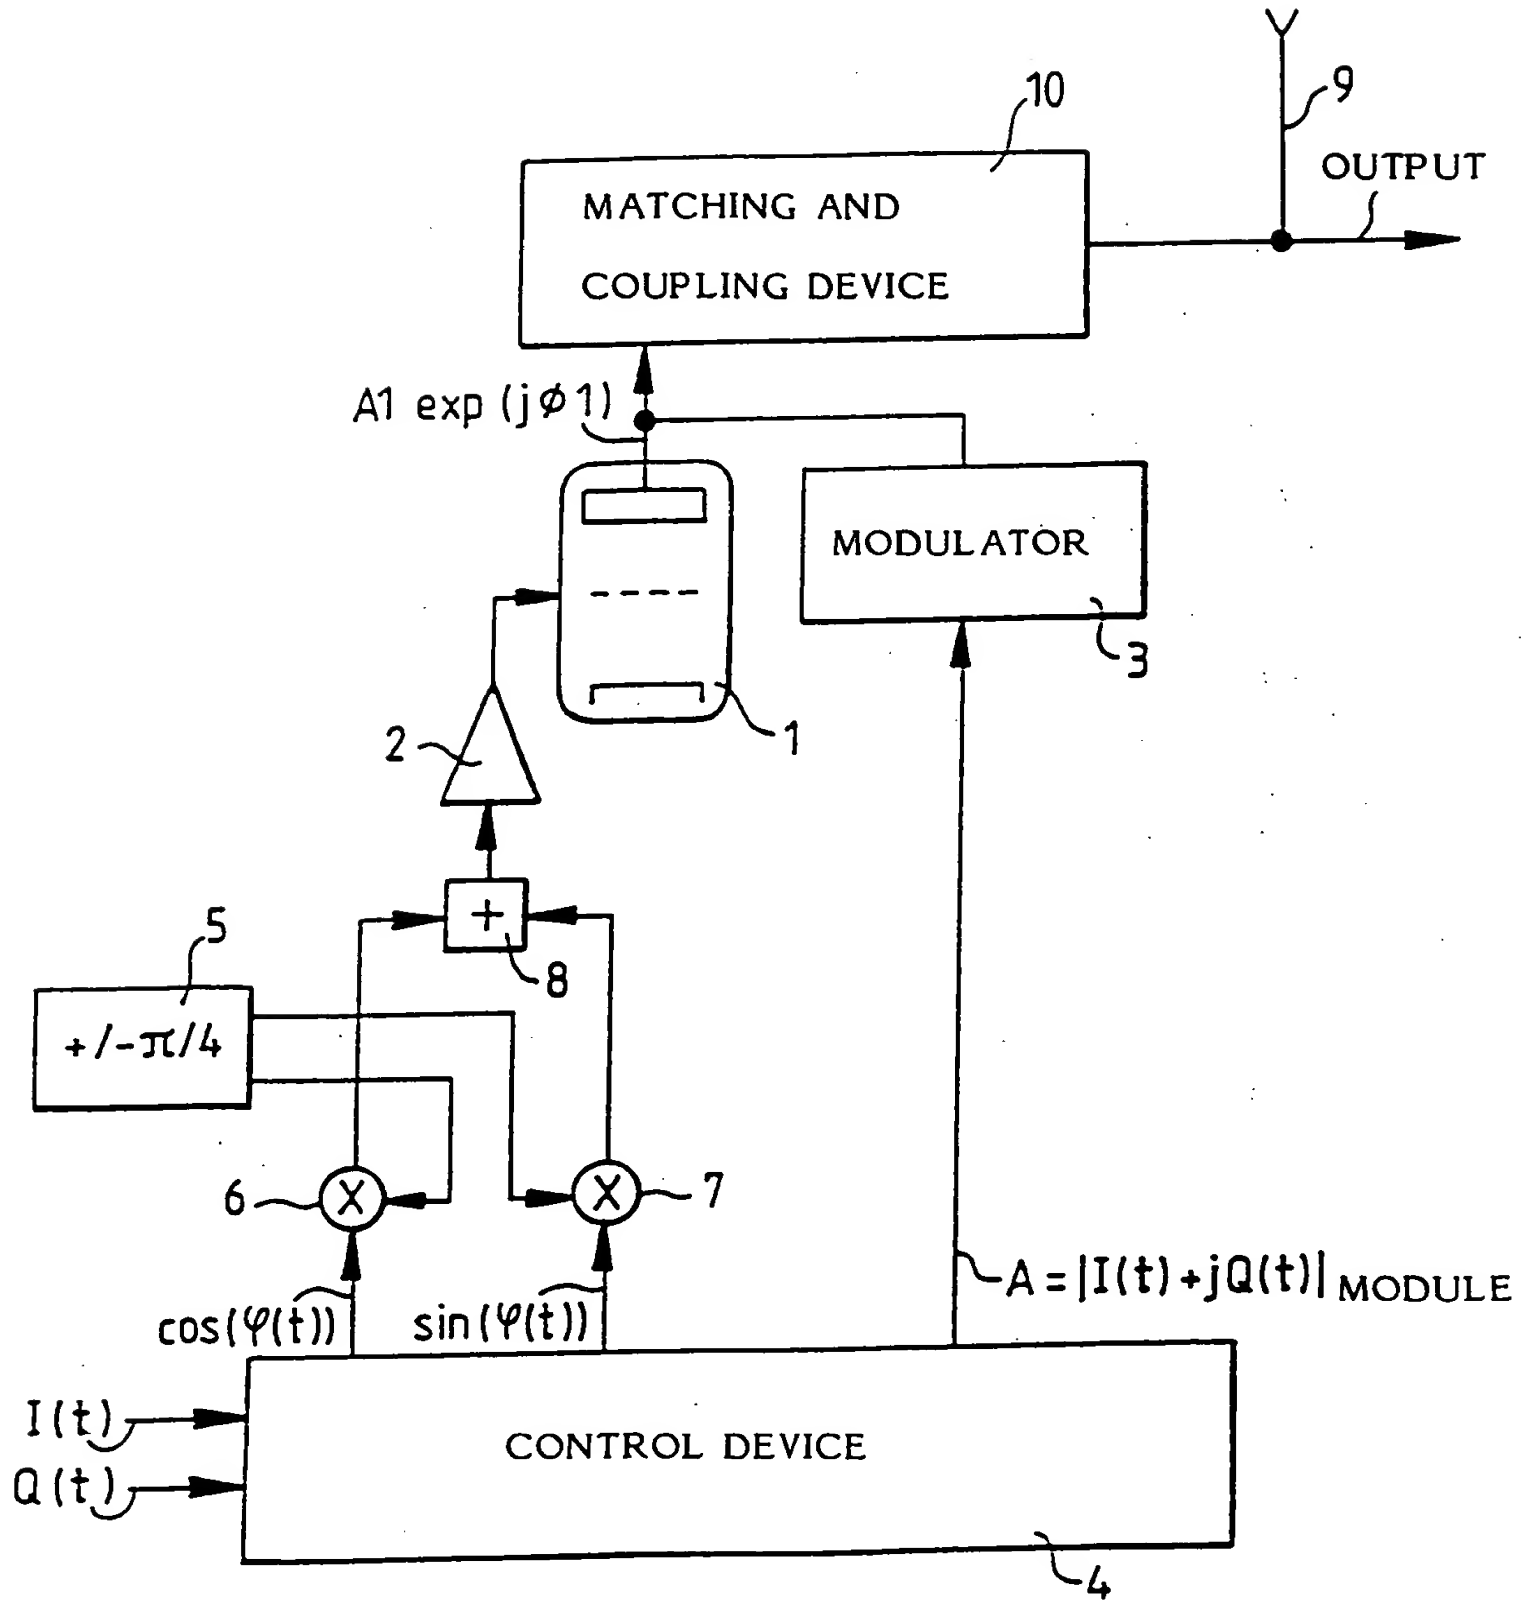 10
9
OUTPUT
MATCHING AND
COUPLING DEVICE
A1 exp (jø1)
MODULATOR
3
1
2
+
8
5
+/-π/4
6
X
X
7
A = |I(t)+jQ(t)| MODULE
cos(φ(t))
sin(φ(t))
I(t)
Q(t)
CONTROL DEVICE
4